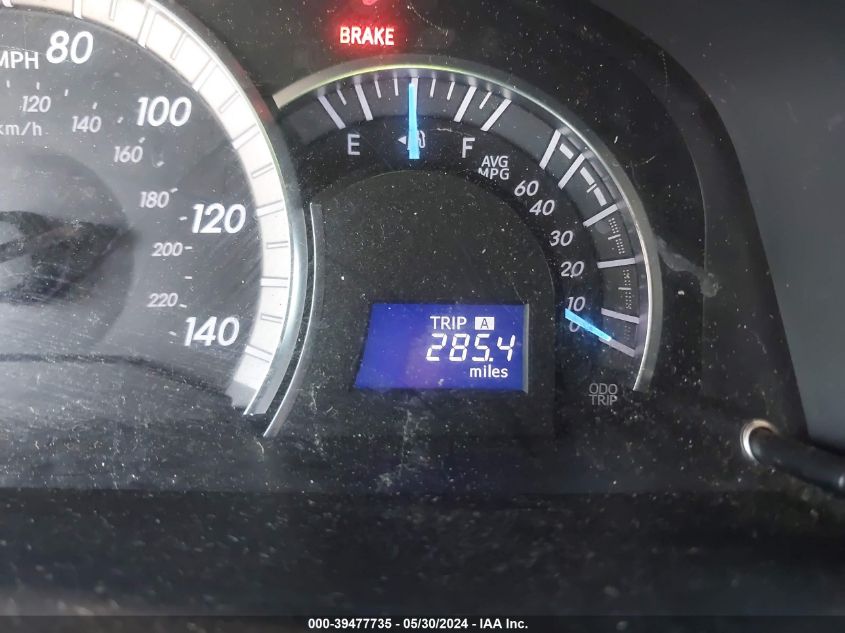 BRAKE
MPH
80
100
120
140
km/h
120
140
160
180
200
220
E
F
AVG
MPG
60
40
30
20
10
0
TRIP A
285.4
miles
ODO
TRIP
000-39477735 - 05/30/2024 - IAA Inc.